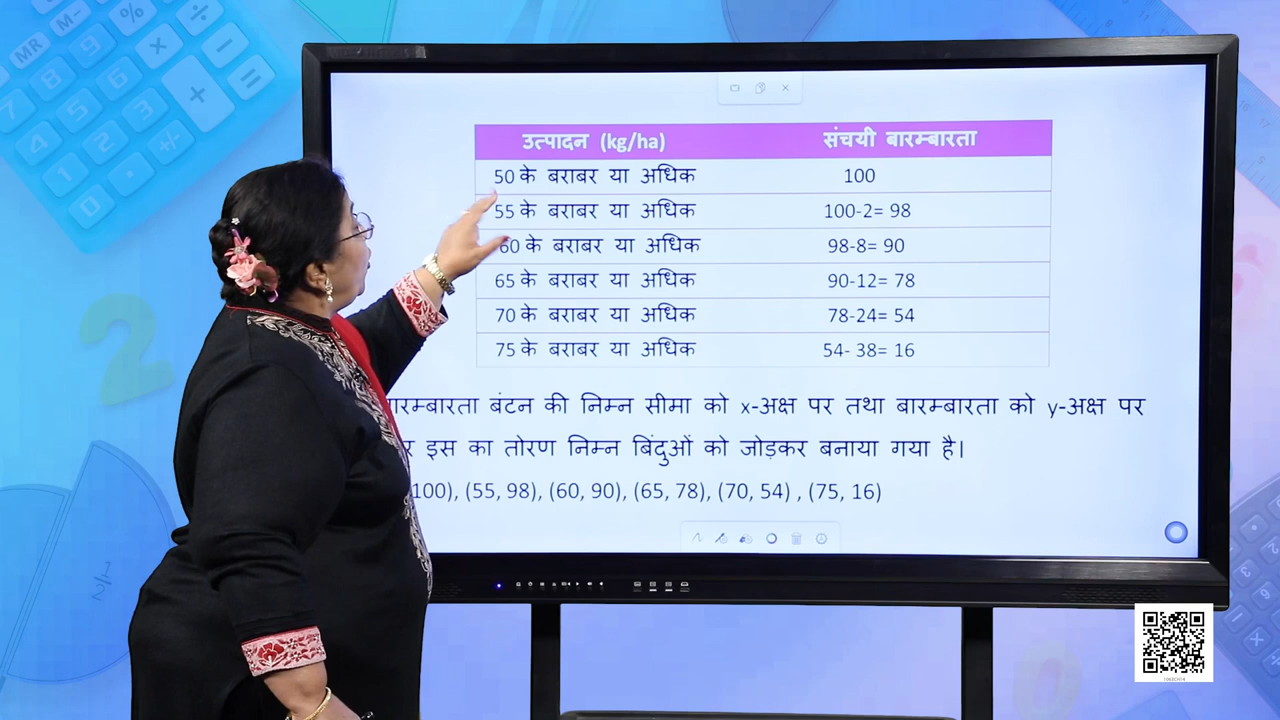 उत्पादन (kg/ha) संचयी बारम्बारता
50 के बराबर या अधिक 100
55 के बराबर या अधिक 100-2= 98
60 के बराबर या अधिक 98-8= 90
65 के बराबर या अधिक 90-12= 78
70 के बराबर या अधिक 78-24= 54
75 के बराबर या अधिक 54- 38= 16
बंटन की निम्न सीमा को x-अक्ष पर तथा बारम्बारता को y-अक्ष पर
इस का तोरण निम्न बिंदुओं को जोड़कर बनाया गया है।
100), (55, 98), (60, 90), (65, 78), (70, 54) , (75, 16)